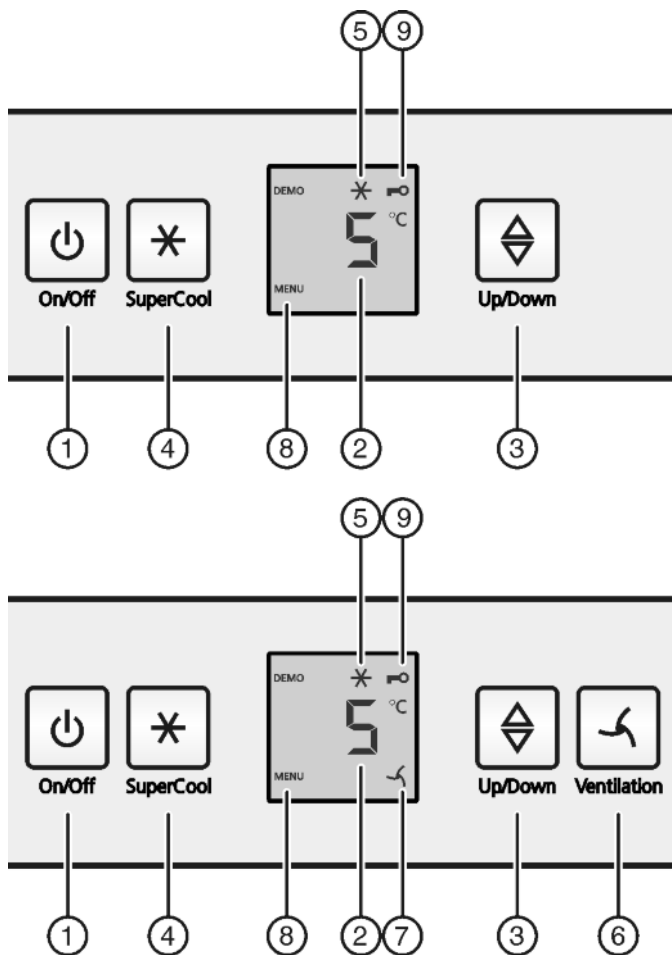 5 9
DEMO
5 °C
MENU
On/Off SuperCool Up/Down
1 4 8 2 3
5 9
DEMO
5 °C
MENU
On/Off SuperCool Up/Down Ventilation
1 4 8 2 7 3 6